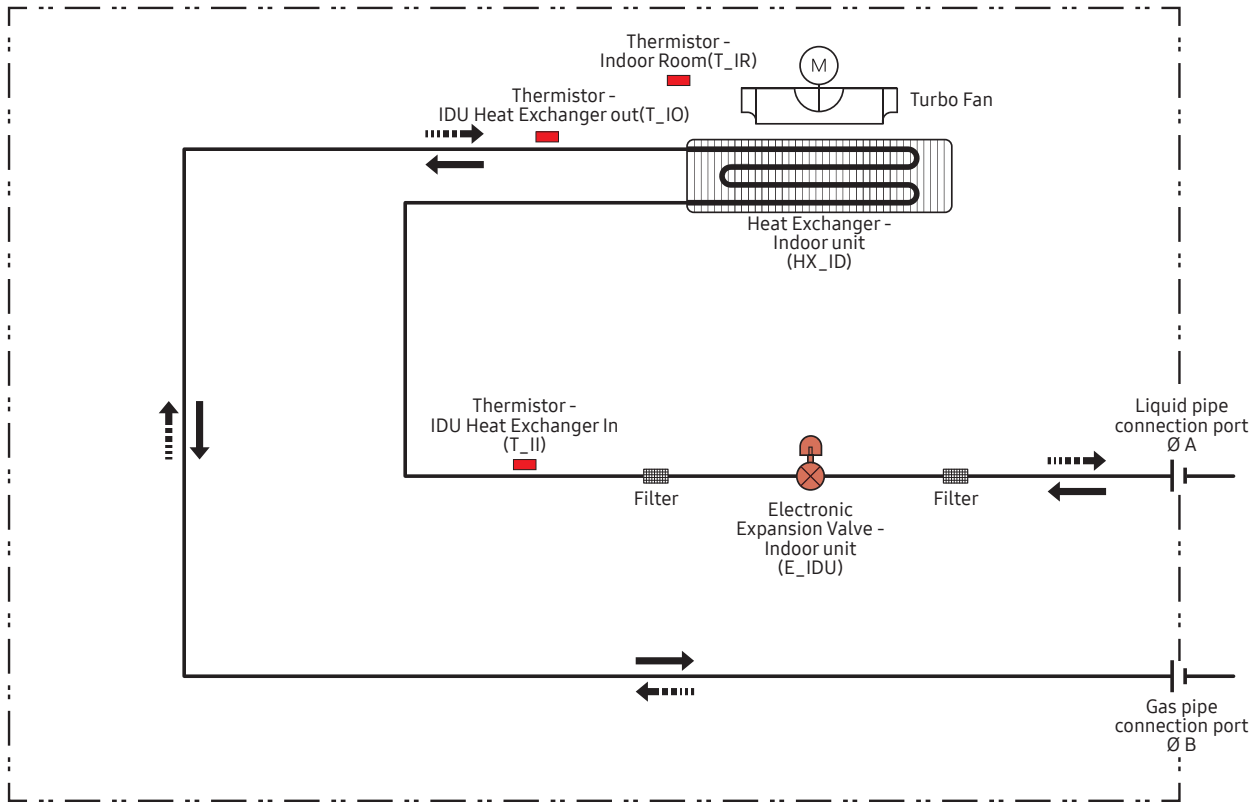 Thermistor -
Indoor Room(T_IR)
M
Thermistor -
IDU Heat Exchanger out(T_IO)
Turbo Fan
Heat Exchanger -
Indoor unit
(HX_ID)
Thermistor -
IDU Heat Exchanger In
(T_II)
Filter
Electronic
Expansion Valve -
Indoor unit
(E_IDU)
Filter
Liquid pipe
connection port
Ø A
Gas pipe
connection port
Ø B